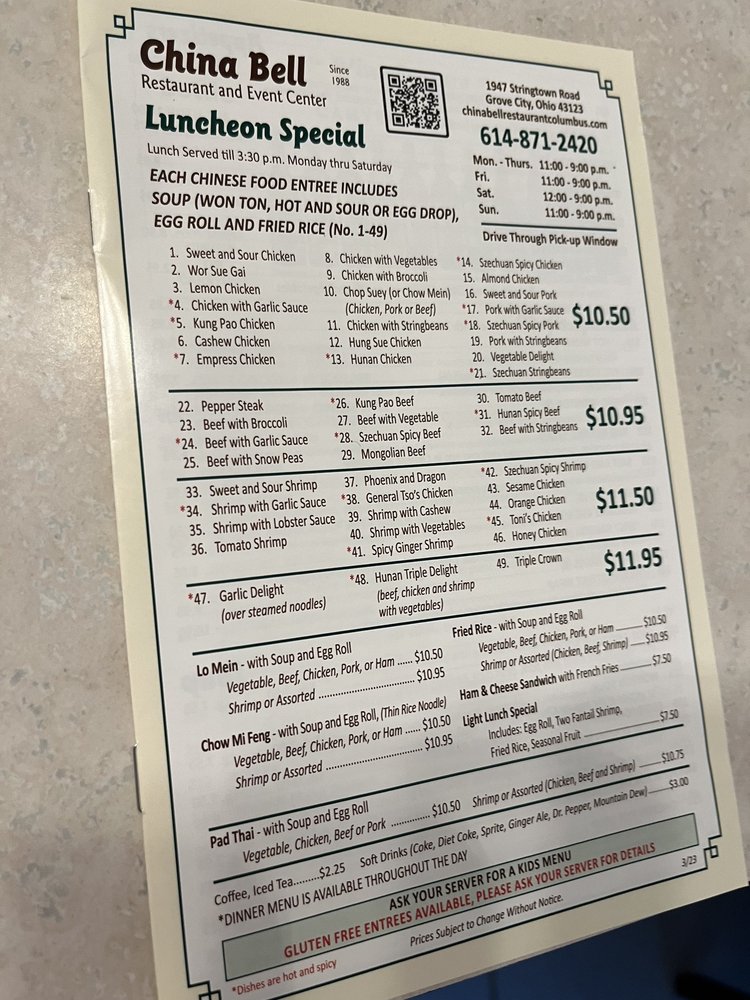 China Bell
Since
1988
Restaurant and Event Center
Luncheon Special
Lunch Served till 3:30 p.m. Monday thru Saturday
EACH CHINESE FOOD ENTREE INCLUDES
SOUP (WON TON, HOT AND SOUR OR EGG DROP),
EGG ROLL AND FRIED RICE (No. 1-49)
1947 Stringtown Road
Grove City, Ohio 43123
chinabellrestaurantcolumbus.com
614-871-2420
Mon. - Thurs. 11:00 - 9:00 p.m.
Fri. 11:00 - 9:00 p.m.
Sat. 12:00 - 9:00 p.m.
Sun. 11:00 - 9:00 p.m.
Drive Through Pick-up Window
1. Sweet and Sour Chicken
2. Wor Sue Gai
3. Lemon Chicken
*4. Chicken with Garlic Sauce
*5. Kung Pao Chicken
6. Cashew Chicken
*7. Empress Chicken
8. Chicken with Vegetables
9. Chicken with Broccoli
10. Chop Suey (or Chow Mein)
(Chicken, Pork or Beef)
11. Chicken with Stringbeans
12. Hung Sue Chicken
*13. Hunan Chicken
*14. Szechuan Spicy Chicken
15. Almond Chicken
16. Sweet and Sour Pork
*17. Pork with Garlic Sauce
*18. Szechuan Spicy Pork
19. Pork with Stringbeans
20. Vegetable Delight
*21. Szechuan Stringbeans
$10.50
22. Pepper Steak
23. Beef with Broccoli
*24. Beef with Garlic Sauce
25. Beef with Snow Peas
*26. Kung Pao Beef
27. Beef with Vegetable
*28. Szechuan Spicy Beef
29. Mongolian Beef
30. Tomato Beef
*31. Hunan Spicy Beef
32. Beef with Stringbeans
$10.95
33. Sweet and Sour Shrimp
*34. Shrimp with Garlic Sauce
35. Shrimp with Lobster Sauce
36. Tomato Shrimp
37. Phoenix and Dragon
*38. General Tso's Chicken
39. Shrimp with Cashew
40. Shrimp with Vegetables
*41. Spicy Ginger Shrimp
*42. Szechuan Spicy Shrimp
43. Sesame Chicken
44. Orange Chicken
*45. Toni's Chicken
46. Honey Chicken
$11.50
*47. Garlic Delight
(over steamed noodles)
*48. Hunan Triple Delight
(beef, chicken and shrimp
with vegetables)
49. Triple Crown
$11.95
Lo Mein - with Soup and Egg Roll
Vegetable, Beef, Chicken, Pork, or Ham ...... $10.50
Shrimp or Assorted ................................ $10.95
Chow Mi Feng - with Soup and Egg Roll, (Thin Rice Noodle)
Vegetable, Beef, Chicken, Pork, or Ham ...... $10.50
Shrimp or Assorted ................................ $10.95
Fried Rice - with Soup and Egg Roll
Vegetable, Beef, Chicken, Pork, or Ham ______ $10.50
Shrimp or Assorted (Chicken, Beef, Shrimp) ____ $10.95
Ham & Cheese Sandwich with French Fries ________ $7.50
Light Lunch Special
Includes: Egg Roll, Two Fantail Shrimp,
Fried Rice, Seasonal Fruit ______________ $7.50
Pad Thai - with Soup and Egg Roll
Vegetable, Chicken, Beef or Pork .............. $10.50
Shrimp or Assorted (Chicken, Beef and Shrimp) _____ $10.75
Coffee, Iced Tea........$2.25
Soft Drinks (Coke, Diet Coke, Sprite, Ginger Ale, Dr. Pepper, Mountain Dew)________ $3.00
*DINNER MENU IS AVAILABLE THROUGHOUT THE DAY
ASK YOUR SERVER FOR A KIDS MENU
GLUTEN FREE ENTREES AVAILABLE, PLEASE ASK YOUR SERVER FOR DETAILS
Prices Subject to Change Without Notice.
3/23
*Dishes are hot and spicy